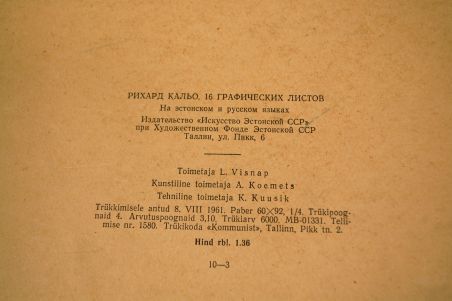 РИХАРД КАЛЬО, 16 ГРАФИЧЕСКИХ ЛИСТОВ
На эстонском и русском языках
Издательство «Искусство Эстонской ССР»
при Художественном Фонде Эстонской ССР
Таллин, ул. Пикк, 6
Toimetaja L. Visnap
Kunstiline toimetaja A. Koemets
Tehniline toimetaja K. Kuusik
Trükkimisele antud 8. VIII 1961. Paber 60×92, 1/4. Trükipoog-
naid 4. Arvutuspoognaid 3,10. Trükiarv 6000. MB-01331. Telli-
mise nr. 1580. Trükikoda «Kommunist», Tallinn, Pikk tn. 2.
Hind rbl. 1.36
10—3